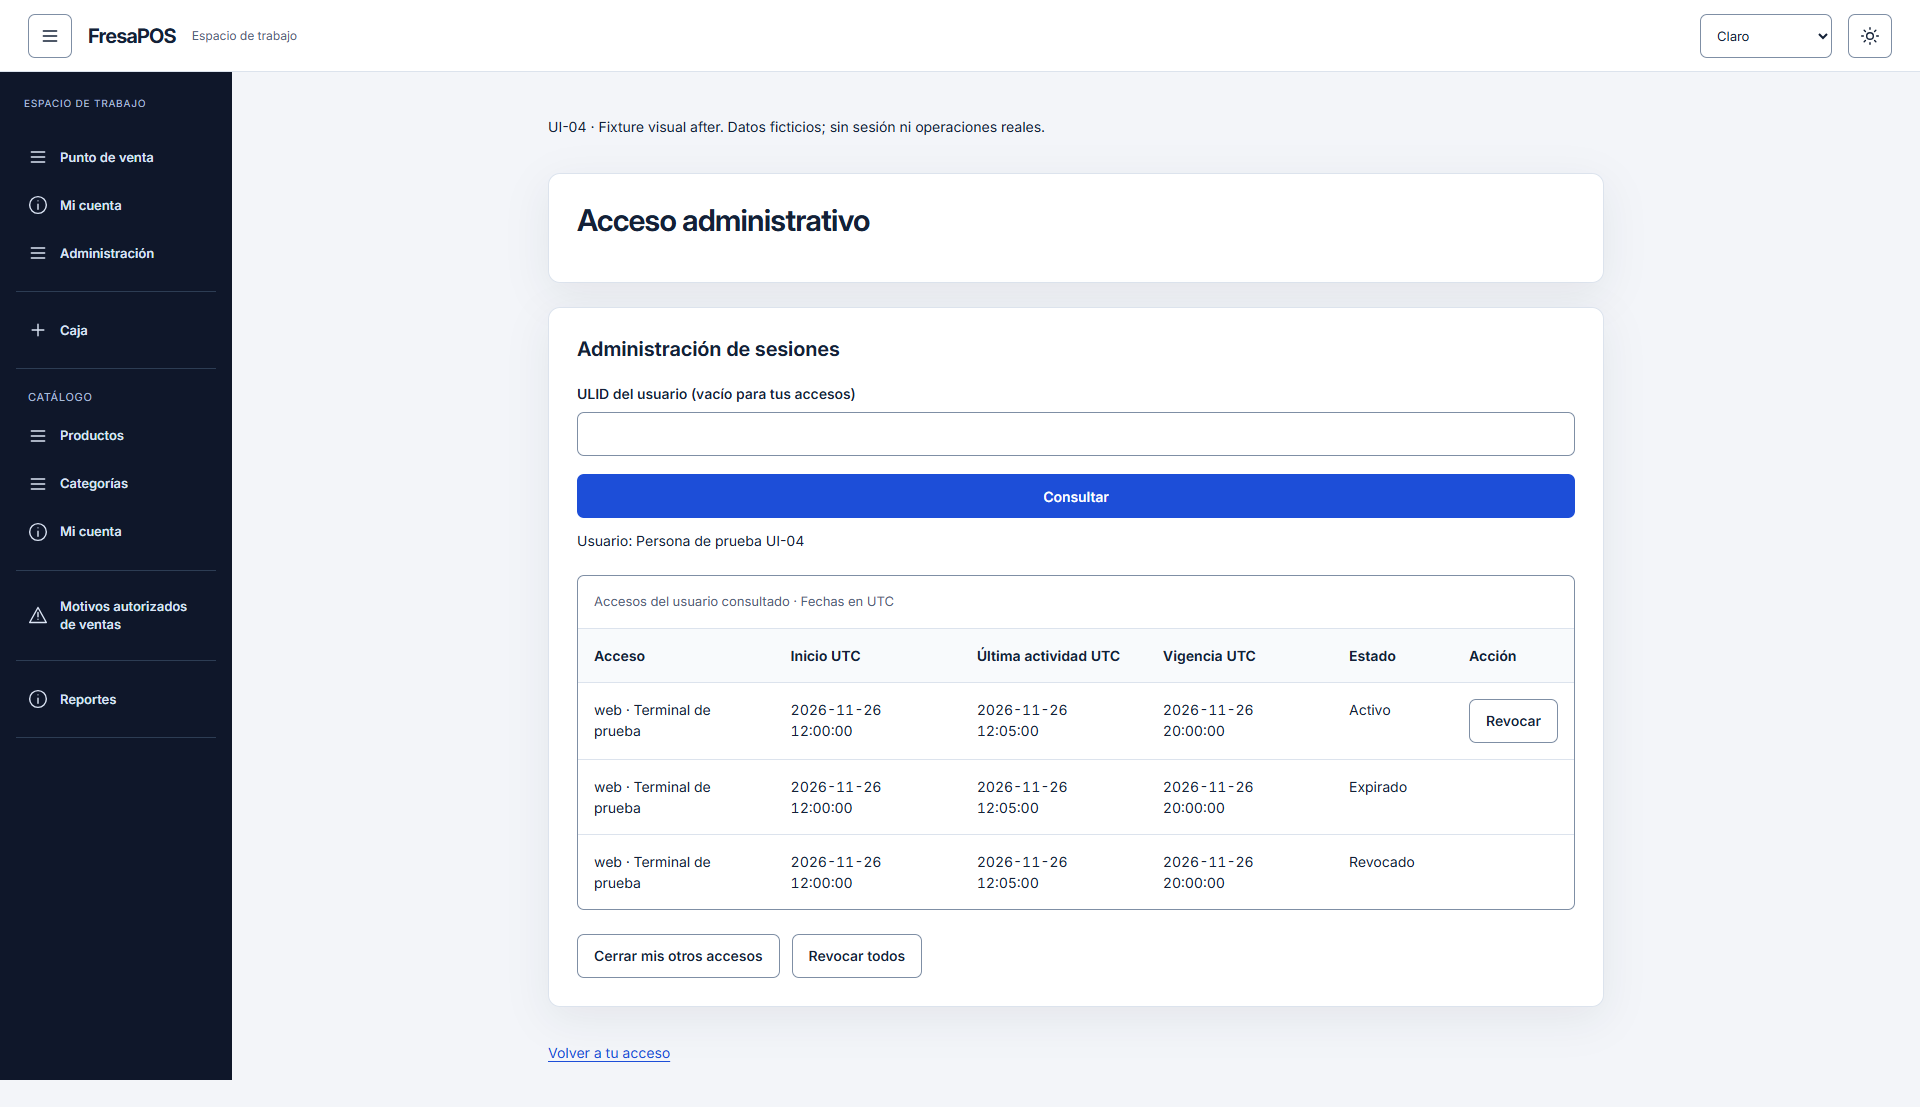 FresaPOS
Espacio de trabajo
Claro
ESPACIO DE TRABAJO
Punto de venta
Mi cuenta
Administración
Caja
CATÁLOGO
Productos
Categorías
Mi cuenta
Motivos autorizados
de ventas
Reportes
UI-04 · Fixture visual after. Datos ficticios; sin sesión ni operaciones reales.
Acceso administrativo
Administración de sesiones
ULID del usuario (vacío para tus accesos)
Consultar
Usuario: Persona de prueba UI-04
Accesos del usuario consultado · Fechas en UTC
Acceso Inicio UTC Última actividad UTC Vigencia UTC Estado Acción
web · Terminal de 2026-11-26 2026-11-26 2026-11-26 Activo Revocar
prueba 12:00:00 12:05:00 20:00:00
web · Terminal de 2026-11-26 2026-11-26 2026-11-26 Expirado
prueba 12:00:00 12:05:00 20:00:00
web · Terminal de 2026-11-26 2026-11-26 2026-11-26 Revocado
prueba 12:00:00 12:05:00 20:00:00
Cerrar mis otros accesos Revocar todos
Volver a tu acceso